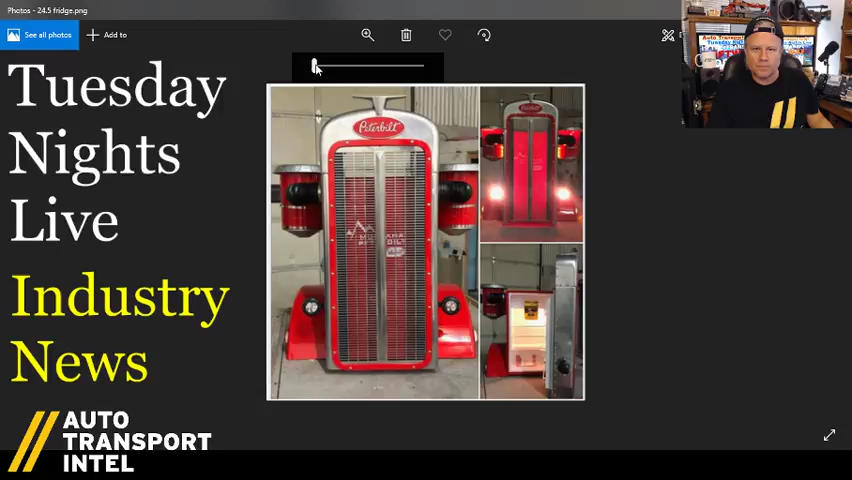 Photos - 24.5 fridge.png
See all photos
Add to
Tuesday
Nights
Live
Industry
News
AUTO
TRANSPORT
INTEL
Peterbilt
Peterbilt